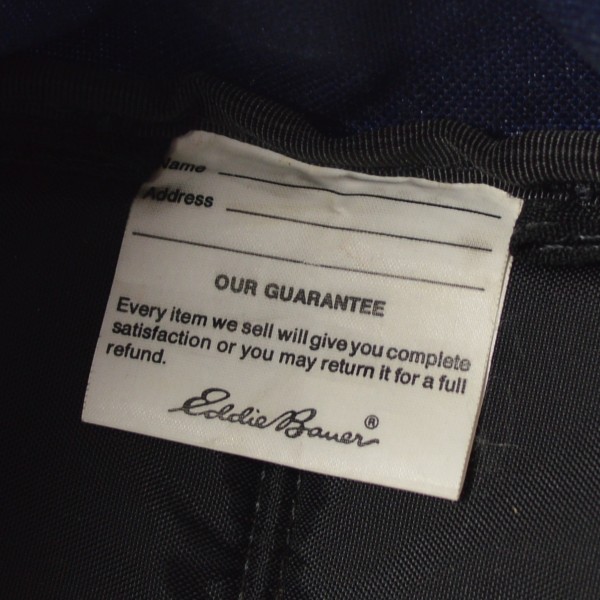 Name
Address
OUR GUARANTEE
Every item we sell will give you complete
satisfaction or you may return it for a full
refund.
Eddie Bauer ®